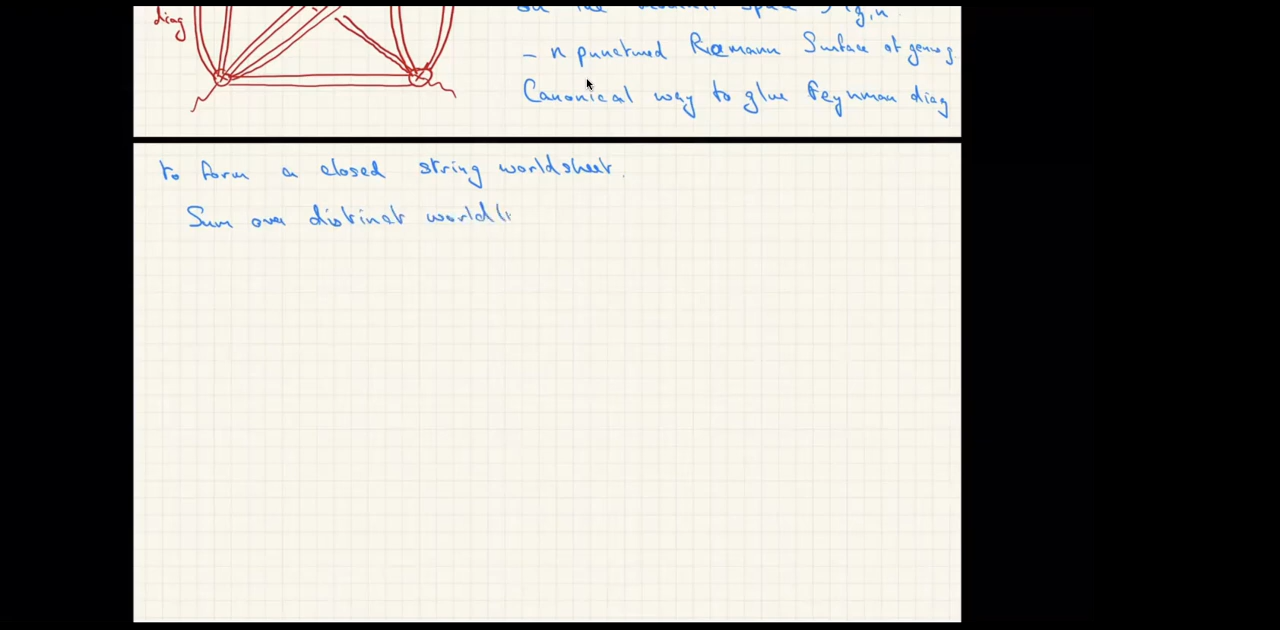 diag
- n punctured Riemann Surface of genus g
Canonical way to glue Feynman diag
to form a closed string worldsheet.
Sum over distinct world